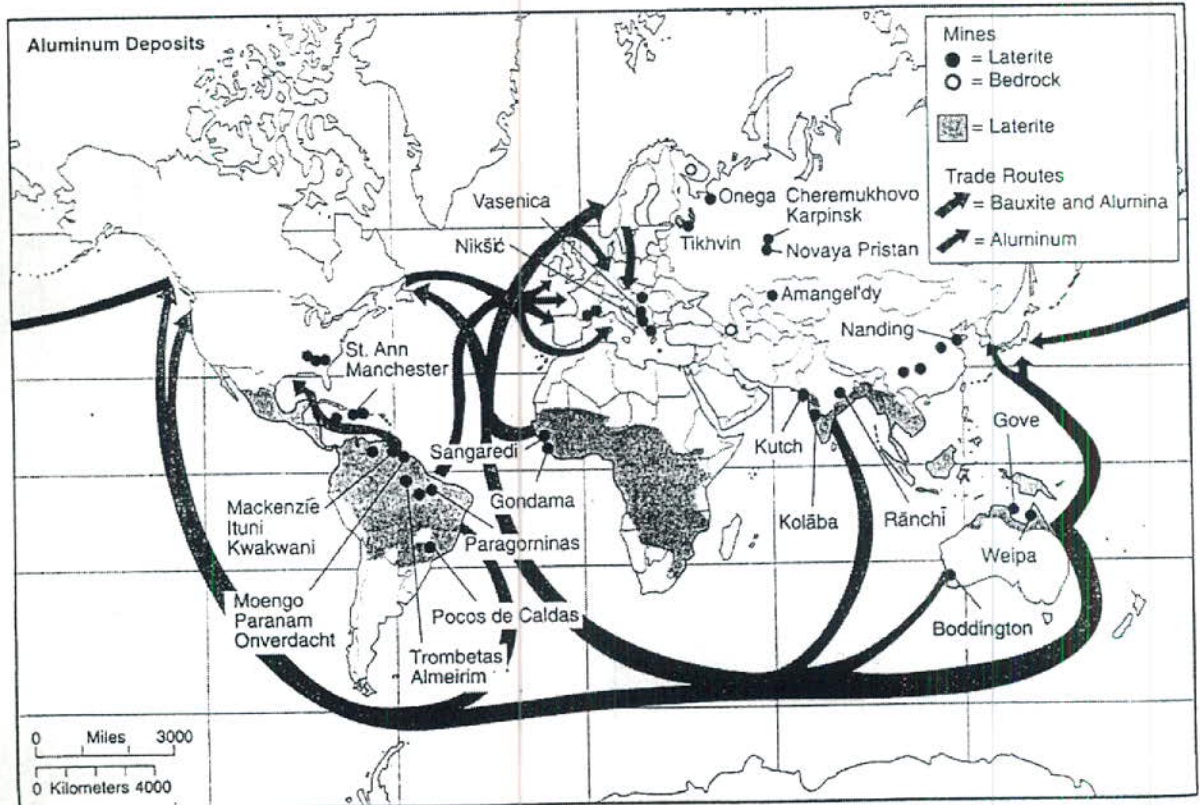 Aluminum Deposits
Mines
= Laterite
= Bedrock
= Laterite
Trade Routes
= Bauxite and Alumina
= Aluminum
Vasenica
Nikšić
Onega
Cheremukhovo
Karpinsk
Tikhvin
Novaya Pristan
Amangel'dy
Nanding
St. Ann
Manchester
Sangaredi
Gondama
Kutch
Kolāba
Rānchī
Gove
Weipa
Boddington
Mackenzie
Ituni
Kwakwani
Paragorninas
Moengo
Paranam
Onverdacht
Pocos de Caldas
Trombetas
Almeirim
0 Miles 3000
0 Kilometers 4000